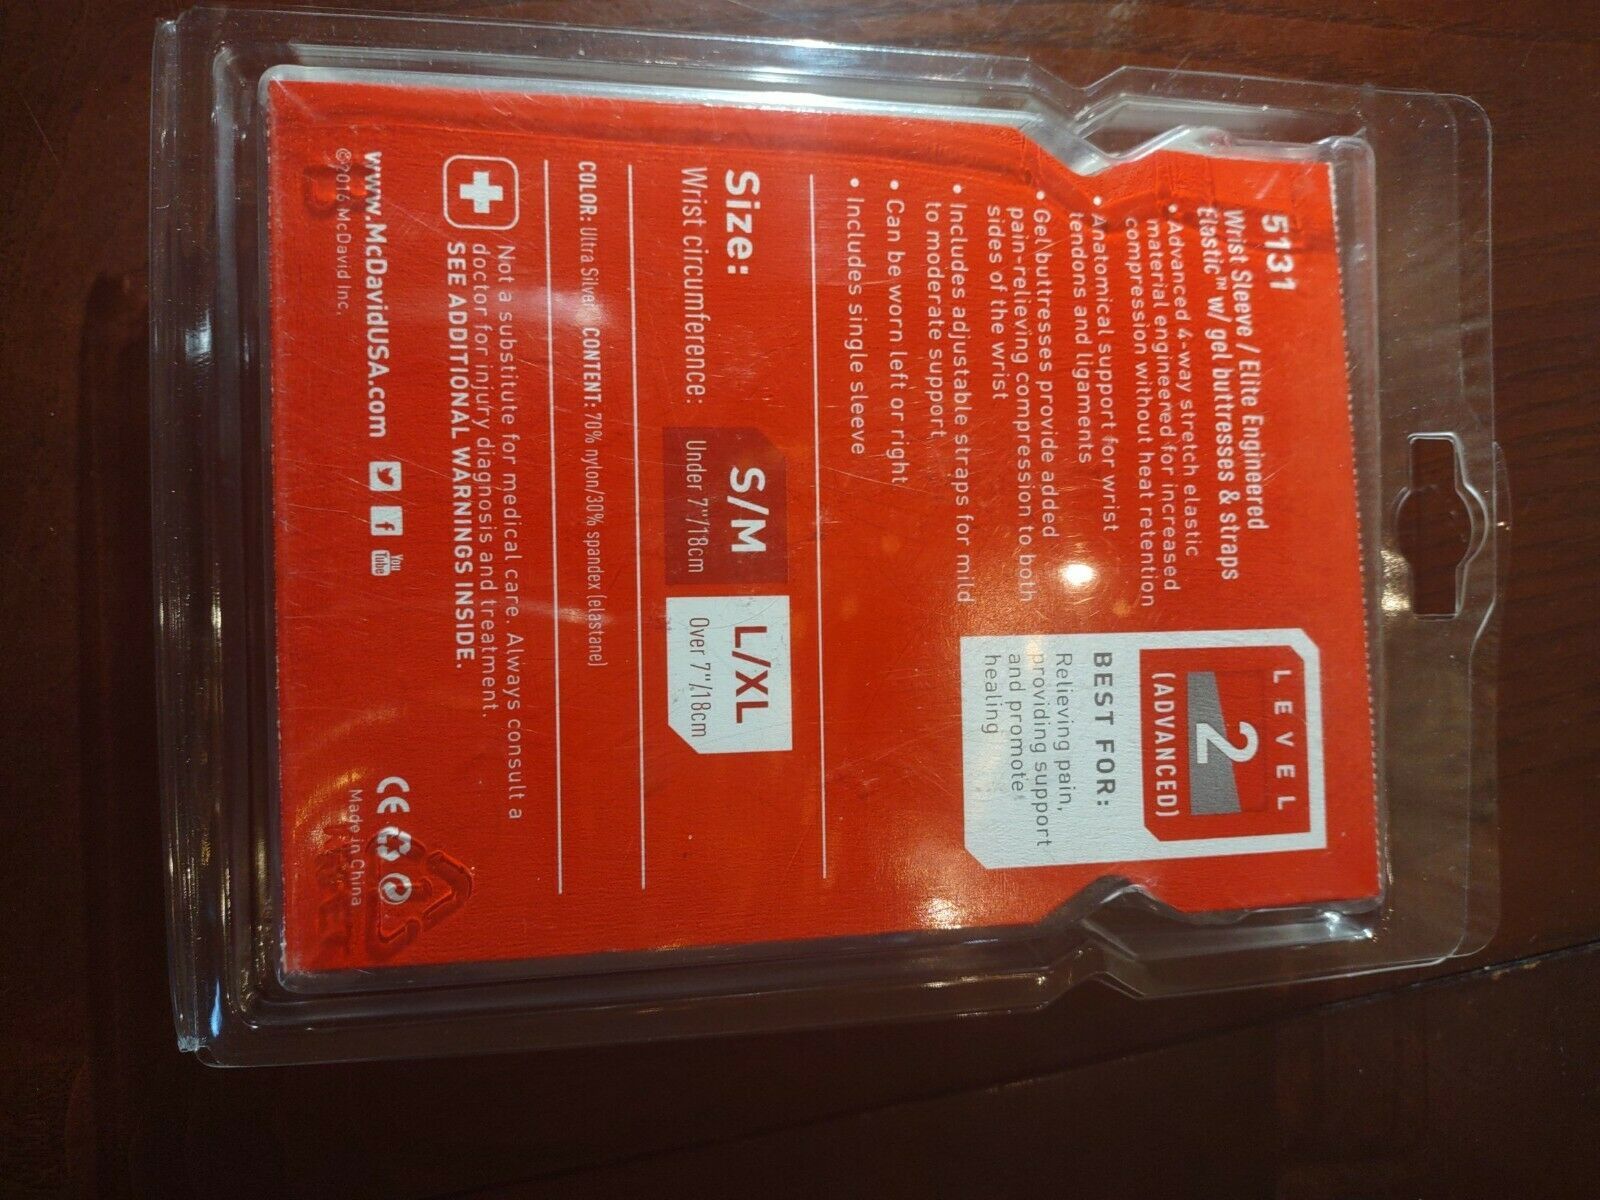 5131
Wrist Sleeve / Elite Engineered
Elastic™ w/ gel buttresses & straps
• Advanced 4-way stretch elastic
material engineered for increased
compression without heat retention
• Anatomical support for wrist
tendons and ligaments
• Gel buttresses provide added
pain-relieving compression to both
sides of the wrist
• Includes adjustable straps for mild
to moderate support
• Can be worn left or right
• Includes single sleeve
LEVEL
2
(ADVANCED)
BEST FOR:
Relieving pain,
providing support
and promote
healing
Size:
Wrist circumference:
S/M
Under 7"/18cm
L/XL
Over 7"/18cm
COLOR: Ultra Silver CONTENT: 70% nylon/30% spandex (elastane)
Not a substitute for medical care. Always consult a
doctor for injury diagnosis and treatment.
SEE ADDITIONAL WARNINGS INSIDE.
www.McDavidUSA.com
You
Tube
©2016 McDavid Inc.
CE
Made in China